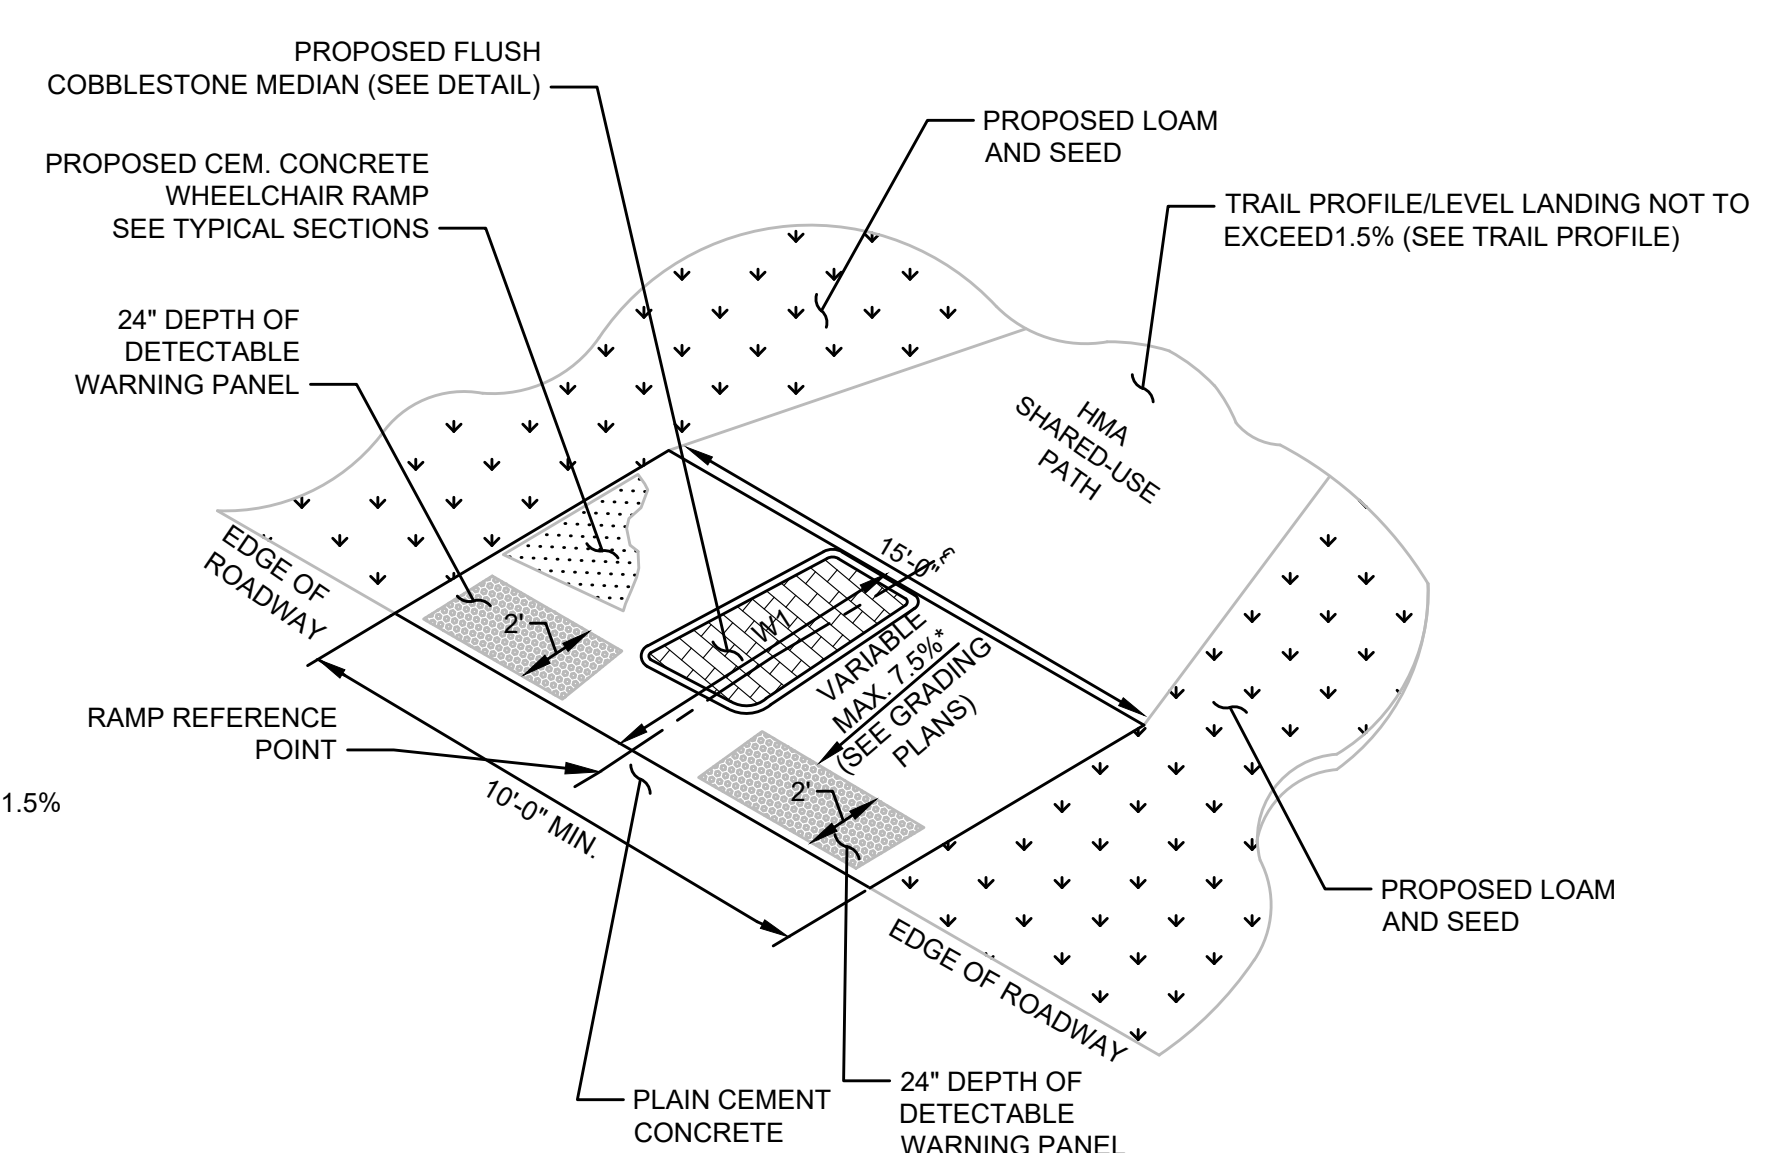 PROPOSED FLUSH
COBBLESTONE MEDIAN (SEE DETAIL)
PROPOSED LOAM
AND SEED
PROPOSED CEM. CONCRETE
WHEELCHAIR RAMP
SEE TYPICAL SECTIONS
TRAIL PROFILE/LEVEL LANDING NOT TO
EXCEED1.5% (SEE TRAIL PROFILE)
24" DEPTH OF
DETECTABLE
WARNING PANEL
HMA
SHARED-USE
PATH
EDGE OF
ROADWAY
15'-0"
2'
W1
VARIABLE
MAX. 7.5%*
(SEE GRADING
PLANS)
RAMP REFERENCE
POINT
10'-0" MIN.
2'
1.5%
PROPOSED LOAM
AND SEED
EDGE OF ROADWAY
PLAIN CEMENT
CONCRETE
24" DEPTH OF
DETECTABLE
WARNING PANEL